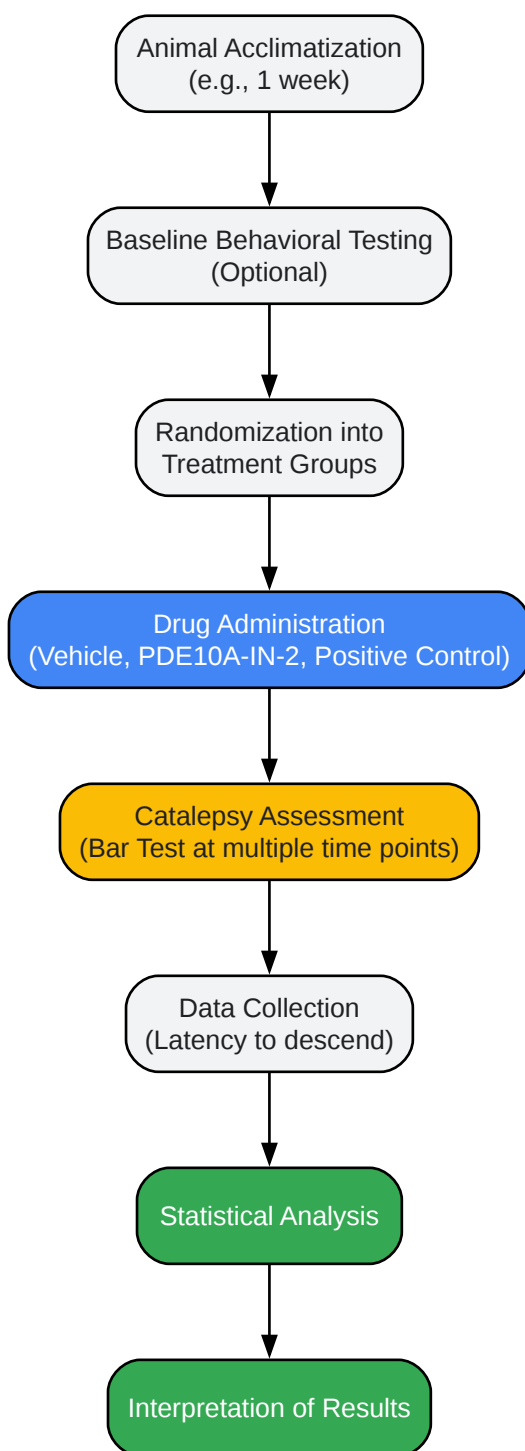 Animal Acclimatization
(e.g., 1 week)
Baseline Behavioral Testing
(Optional)
Randomization into
Treatment Groups
Drug Administration
(Vehicle, PDE10A-IN-2, Positive Control)
Catalepsy Assessment
(Bar Test at multiple time points)
Data Collection
(Latency to descend)
Statistical Analysis
Interpretation of Results